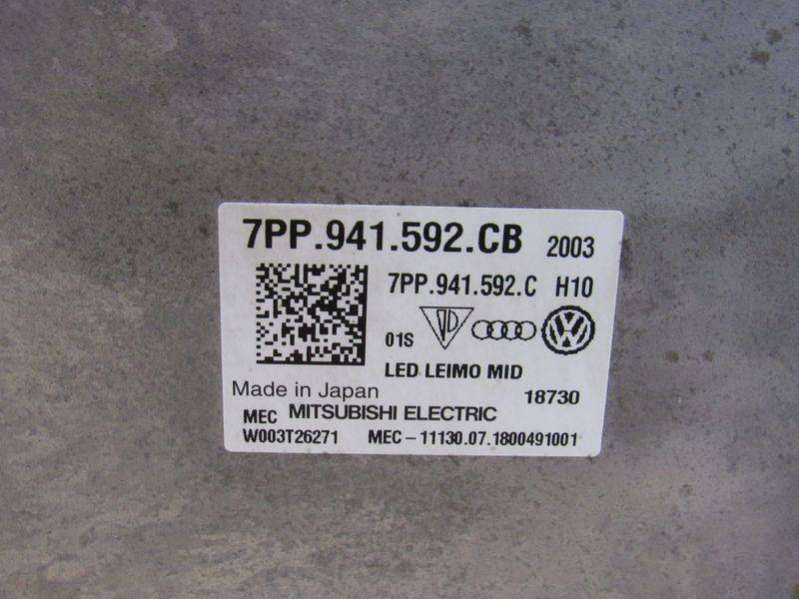 7PP.941.592.CB 2003
7PP.941.592.C H10
01S
LED LEIMO MID
Made in Japan 18730
MEC MITSUBISHI ELECTRIC
W003T26271 MEC-11130.07.1800491001